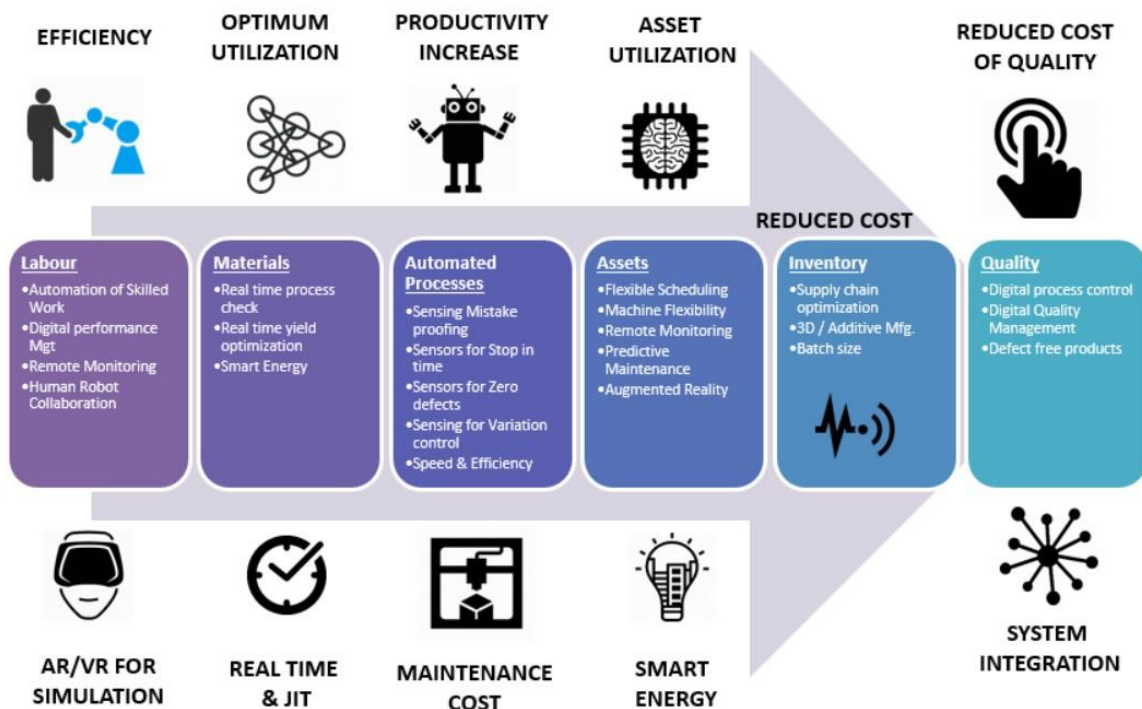 EFFICIENCY
OPTIMUM
UTILIZATION
PRODUCTIVITY
INCREASE
ASSET
UTILIZATION
REDUCED COST
OF QUALITY
REDUCED COST
Labour
•Automation of Skilled
Work
•Digital performance
Mgt
•Remote Monitoring
•Human Robot
Collaboration
Materials
•Real time process
check
•Real time yield
optimization
•Smart Energy
Automated
Processes
•Sensing Mistake
proofing
•Sensors for Stop in
time
•Sensors for Zero
defects
•Sensing for Variation
control
•Speed & Efficiency
Assets
•Flexible Scheduling
•Machine Flexibility
•Remote Monitoring
•Predictive
Maintenance
•Augmented Reality
Inventory
•Supply chain
optimization
•3D / Additive Mfg.
•Batch size
Quality
•Digital process control
•Digital Quality
Management
•Defect free products
AR/VR FOR
SIMULATION
REAL TIME
& JIT
MAINTENANCE
COST
SMART
ENERGY
SYSTEM
INTEGRATION